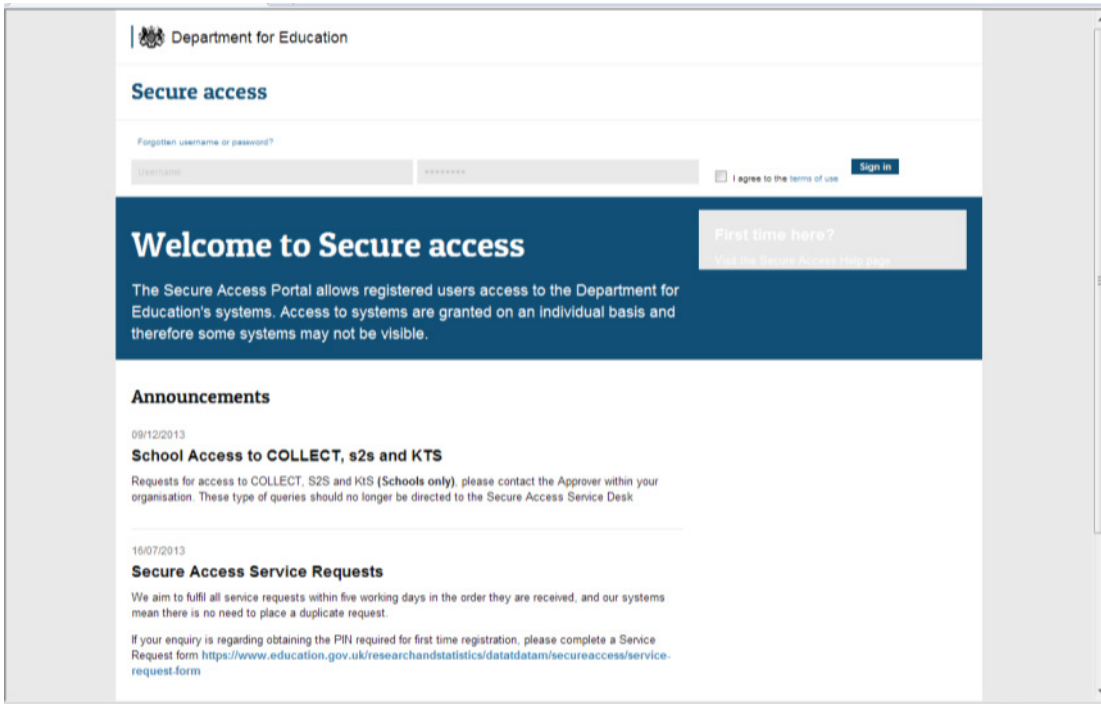 Department for Education
Secure access
Forgotten username or password?
Username
••••••••
I agree to the terms of use
Sign in
Welcome to Secure access
First time here?
Visit the Secure Access Help page
The Secure Access Portal allows registered users access to the Department for
Education's systems. Access to systems are granted on an individual basis and
therefore some systems may not be visible.
Announcements
09/12/2013
School Access to COLLECT, s2s and KTS
Requests for access to COLLECT, S2S and KtS (Schools only), please contact the Approver within your
organisation. These type of queries should no longer be directed to the Secure Access Service Desk
16/07/2013
Secure Access Service Requests
We aim to fulfil all service requests within five working days in the order they are received, and our systems
mean there is no need to place a duplicate request.
If your enquiry is regarding obtaining the PIN required for first time registration, please complete a Service
Request form https://www.education.gov.uk/researchandstatistics/datatdatam/secureaccess/service-
request-form